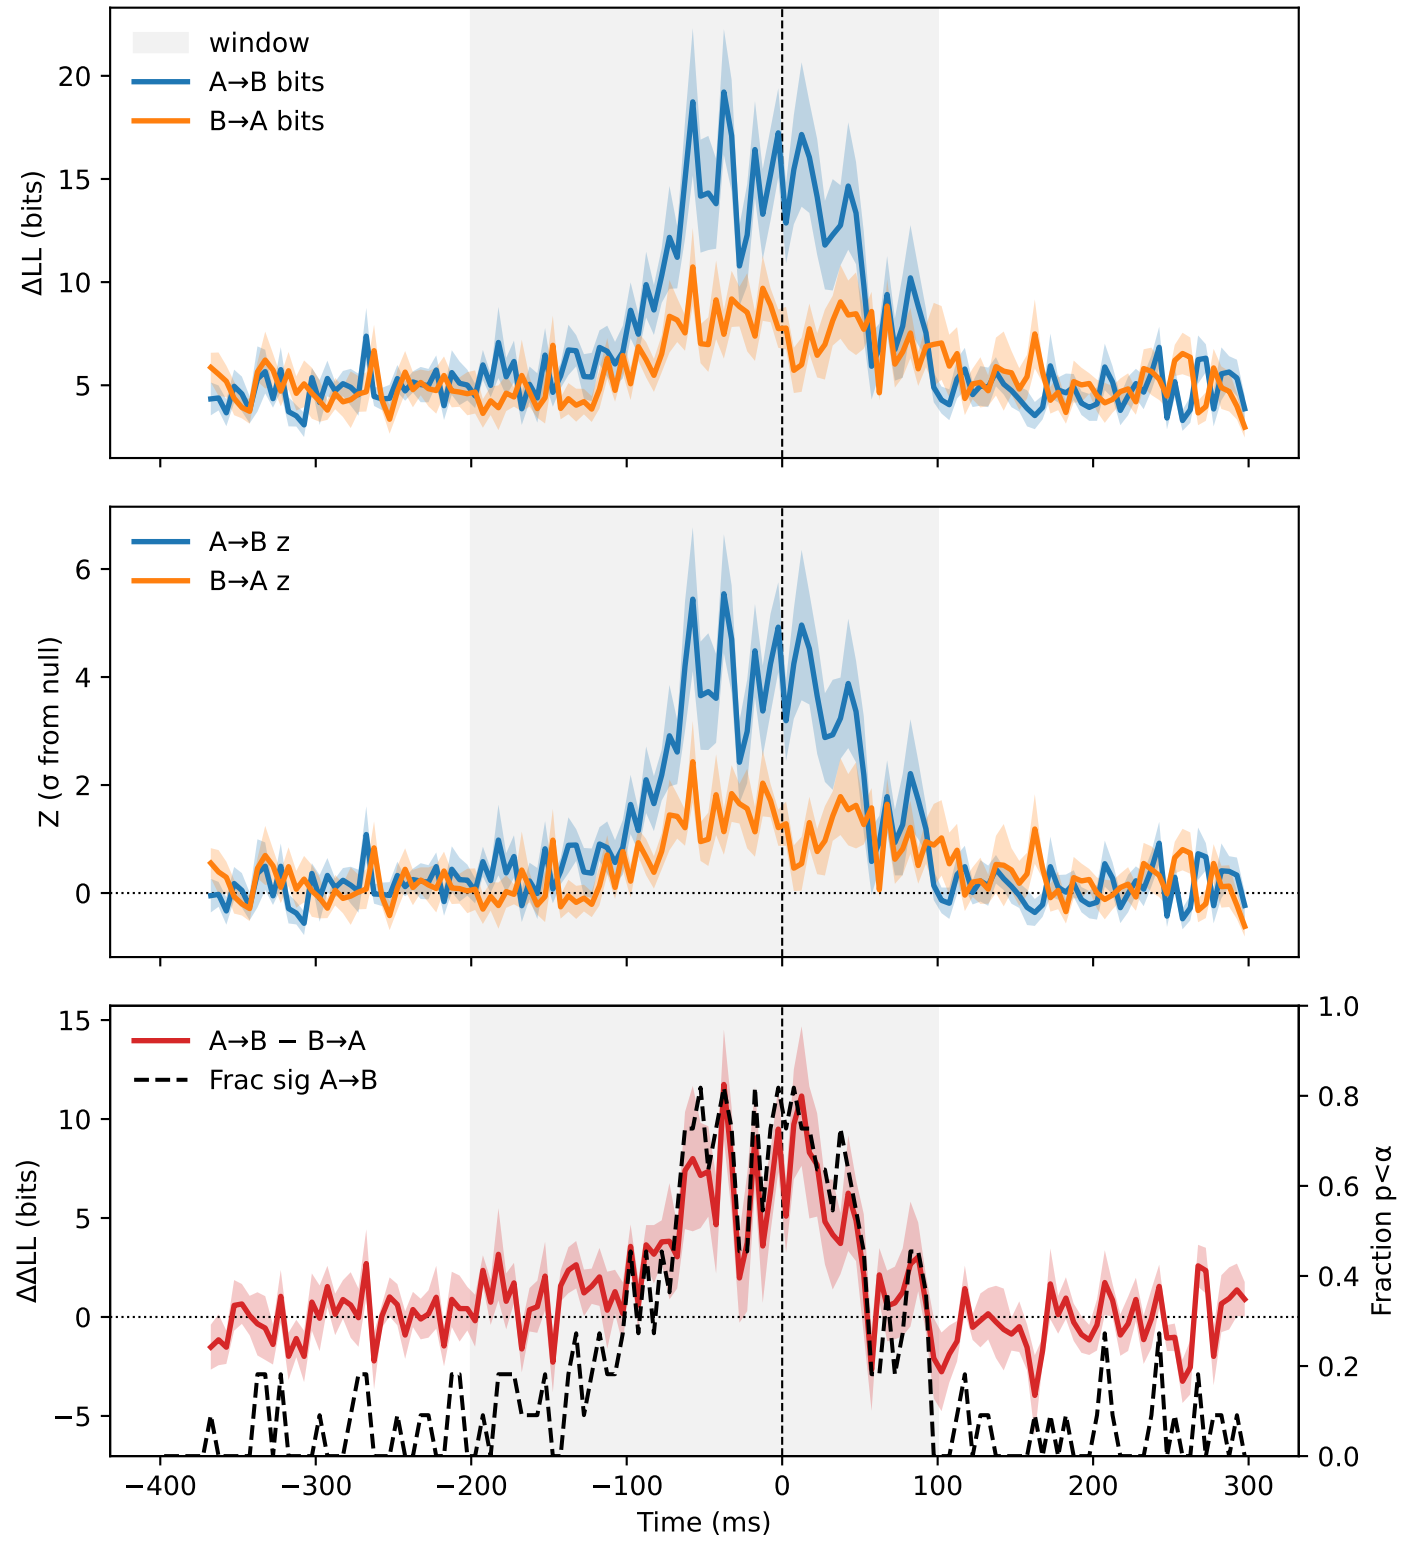 window
A→B bits
B→A bits
20
15
10
5
ΔLL (bits)
A→B z
B→A z
6
4
2
0
Z (σ from null)
A→B − B→A
Frac sig A→B
15
10
5
0
−5
ΔΔLL (bits)
1.0
0.8
0.6
0.4
0.2
0.0
Fraction p<α
−400 −300 −200 −100 0 100 200 300
Time (ms)